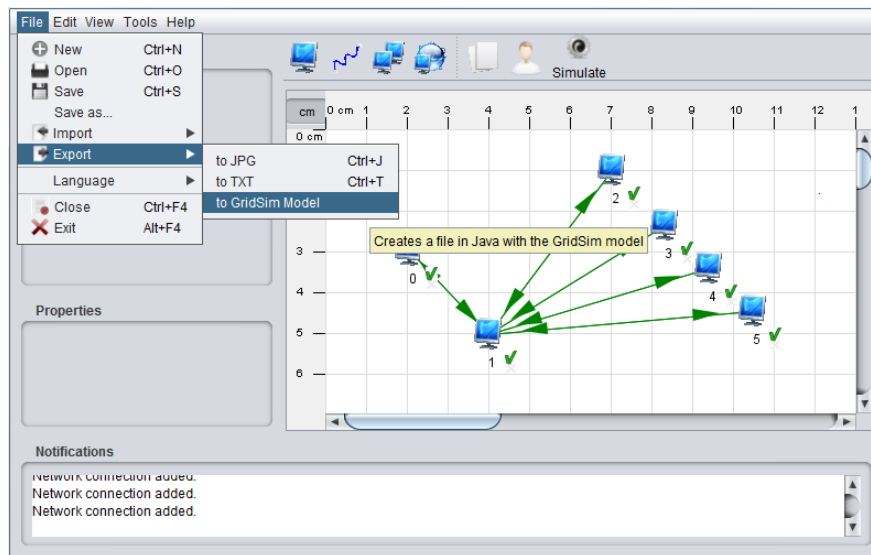 File Edit View Tools Help
New Ctrl+N
Open Ctrl+O
Save Ctrl+S
Save as...
Import
Export
Language
Close Ctrl+F4
Exit Alt+F4
to JPG Ctrl+J
to TXT Ctrl+T
to GridSim Model
Creates a file in Java with the GridSim model
Simulate
cm 0 cm 1 2 3 4 5 6 7 8 9 10 11 12 1
0 cm
3
4
5
6
0
1
2
3
4
5
Properties
Notifications
Network connection added.
Network connection added.
Network connection added.